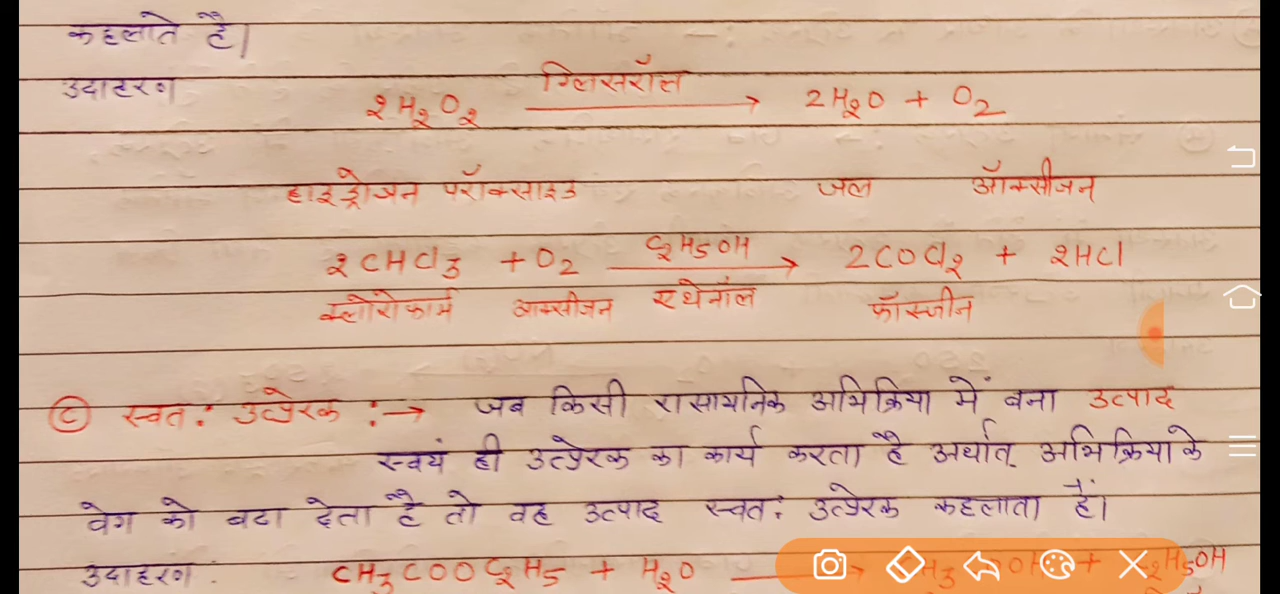 कहलाते है।
उदाहरण
2H₂O₂ ग्लिसरॉल → 2H₂O + O₂
हाइड्रोजन परॉक्साइड जल ऑक्सीजन
2CHCl₃ + O₂ C₂H₅OH → 2COCl₂ + 2HCl
क्लोरोफार्म आक्सीजन एथेनॉल फॉस्जीन
Ⓒ स्वत: उत्प्रेरक :→ जब किसी रासायनिक अभिक्रिया में बना उत्पाद
स्वयं ही उत्प्रेरक का कार्य करता है अर्थात् अभिक्रिया के
वेग को बढा देता है तो वह उत्पाद स्वत: उत्प्रेरक कहलाता हैं।
उदाहरण : CH₃COOC₂H₅ + H₂O → + C₂H₅OH